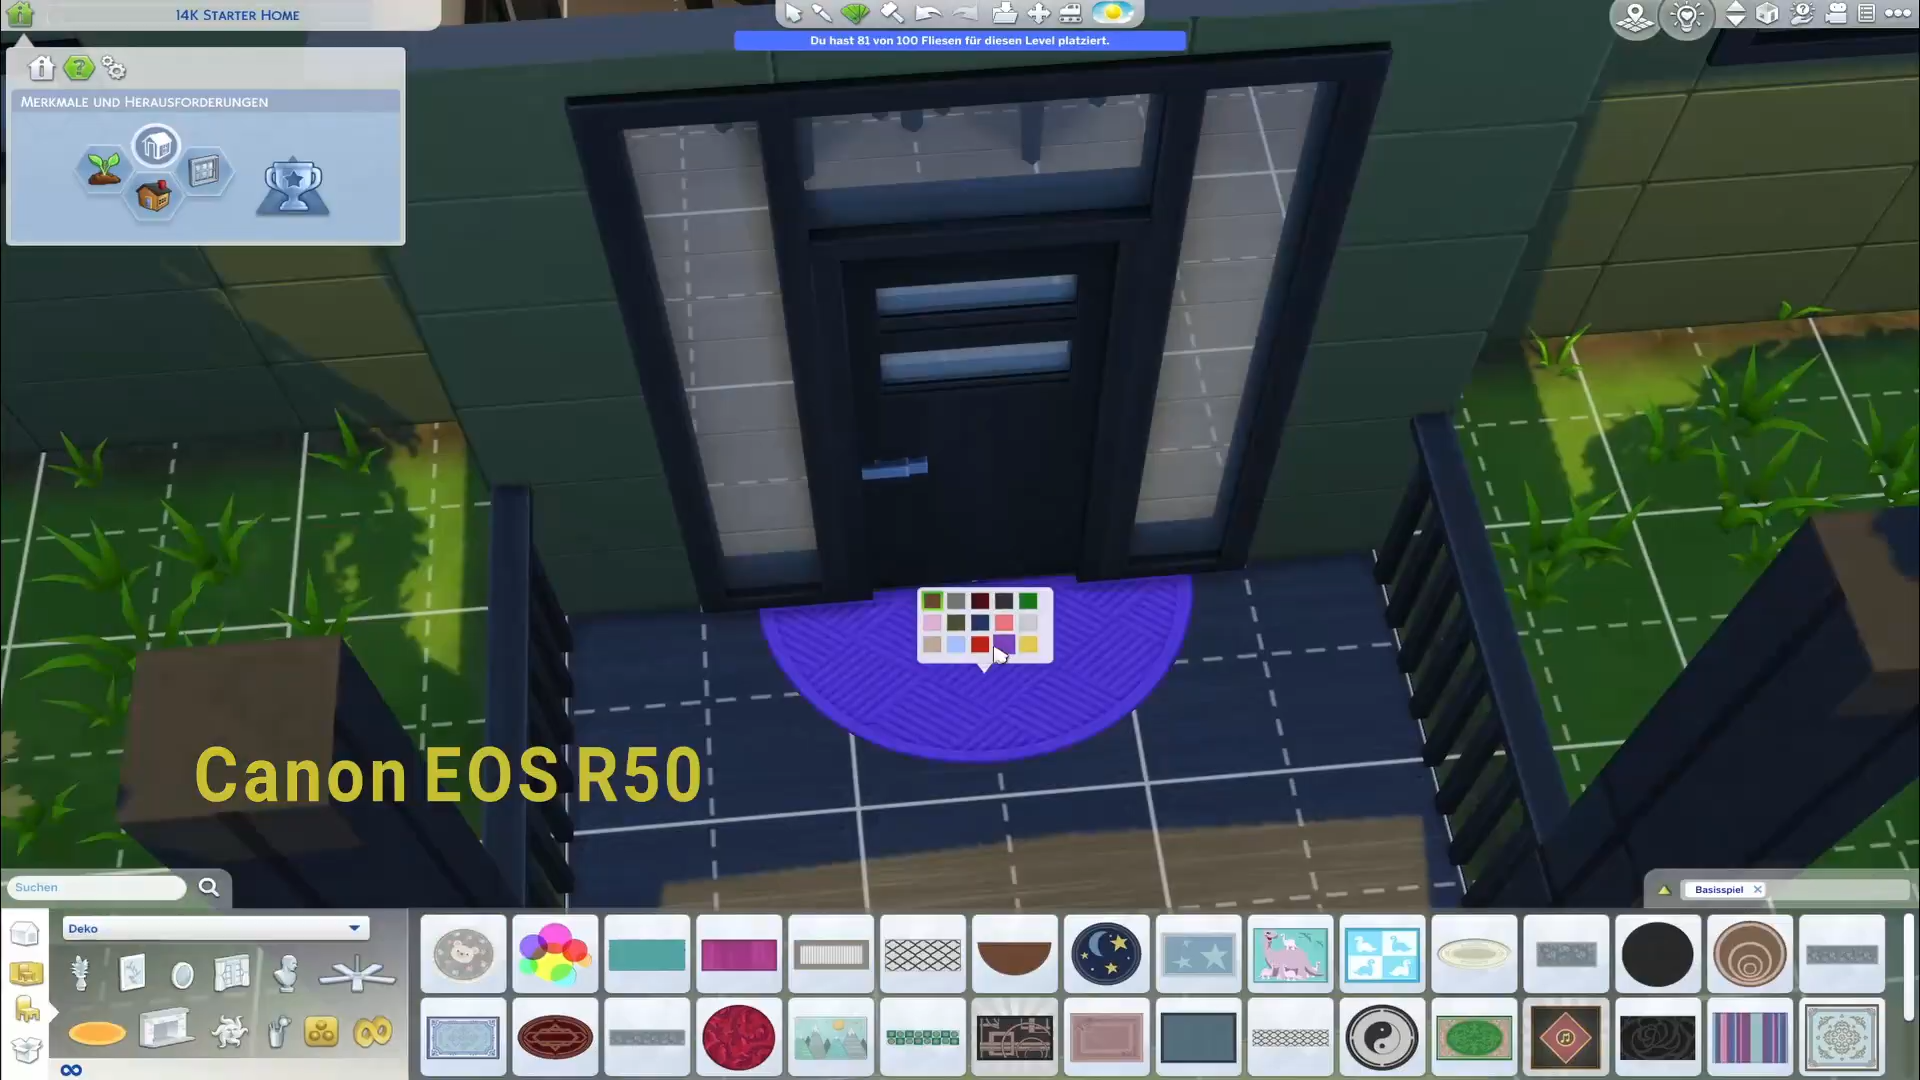 14K Starter Home
Du hast 81 von 100 Fliesen für diesen Level platziert.
Merkmale und Herausforderungen
Canon EOS R50
Suchen
Basisspiel
Deko